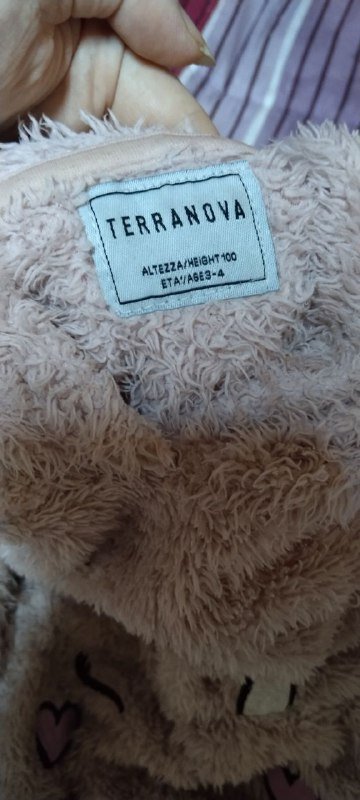 TERRANOVA
ALTEZZA/HEIGHT 100
ETA'/AGE 3-4